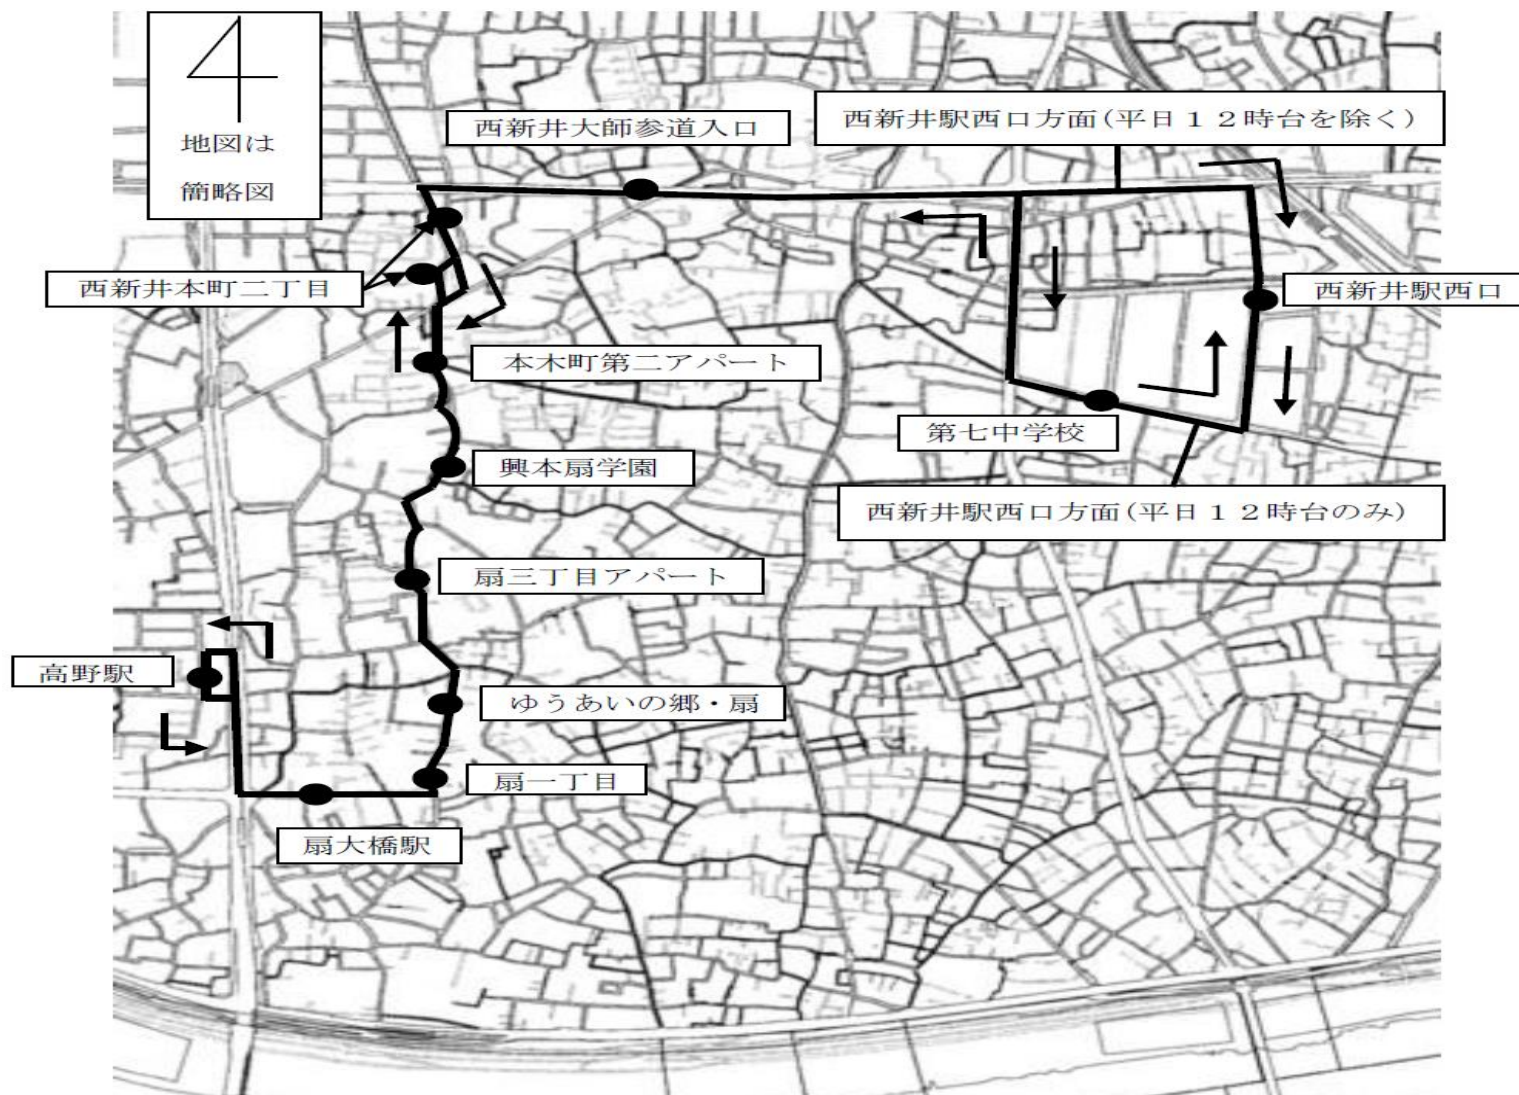 地図は
簡略図
西新井大師参道入口
西新井駅西口方面(平日１２時台を除く)
西新井本町二丁目
西新井駅西口
本木町第二アパート
第七中学校
興本扇学園
西新井駅西口方面(平日１２時台のみ)
扇三丁目アパート
高野駅
ゆうあいの郷・扇
扇一丁目
扇大橋駅